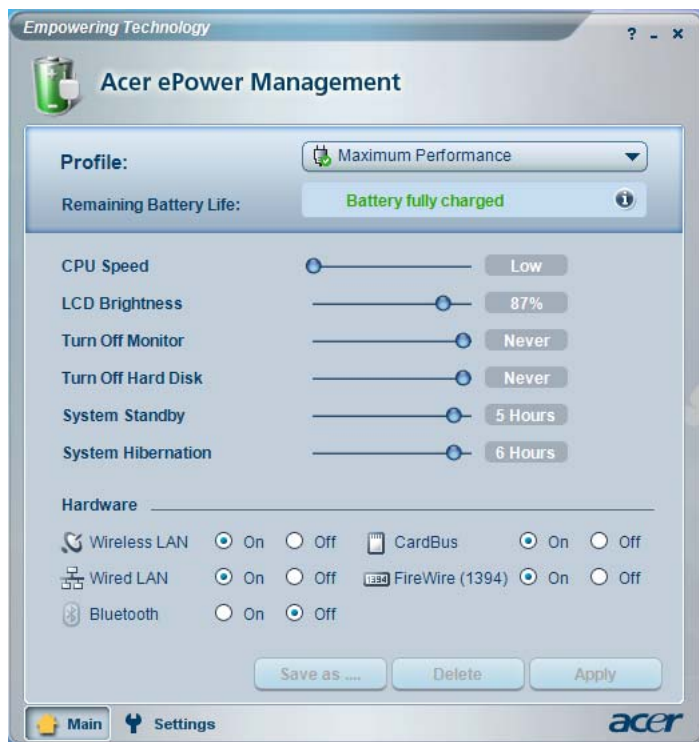 Empowering Technology
? - x
Acer ePower Management
Profile: Maximum Performance
Remaining Battery Life: Battery fully charged
CPU Speed Low
LCD Brightness 87%
Turn Off Monitor Never
Turn Off Hard Disk Never
System Standby 5 Hours
System Hibernation 6 Hours
Hardware
Wireless LAN On Off CardBus On Off
Wired LAN On Off 1394 FireWire (1394) On Off
Bluetooth On Off
Save as .... Delete Apply
Main Settings acer